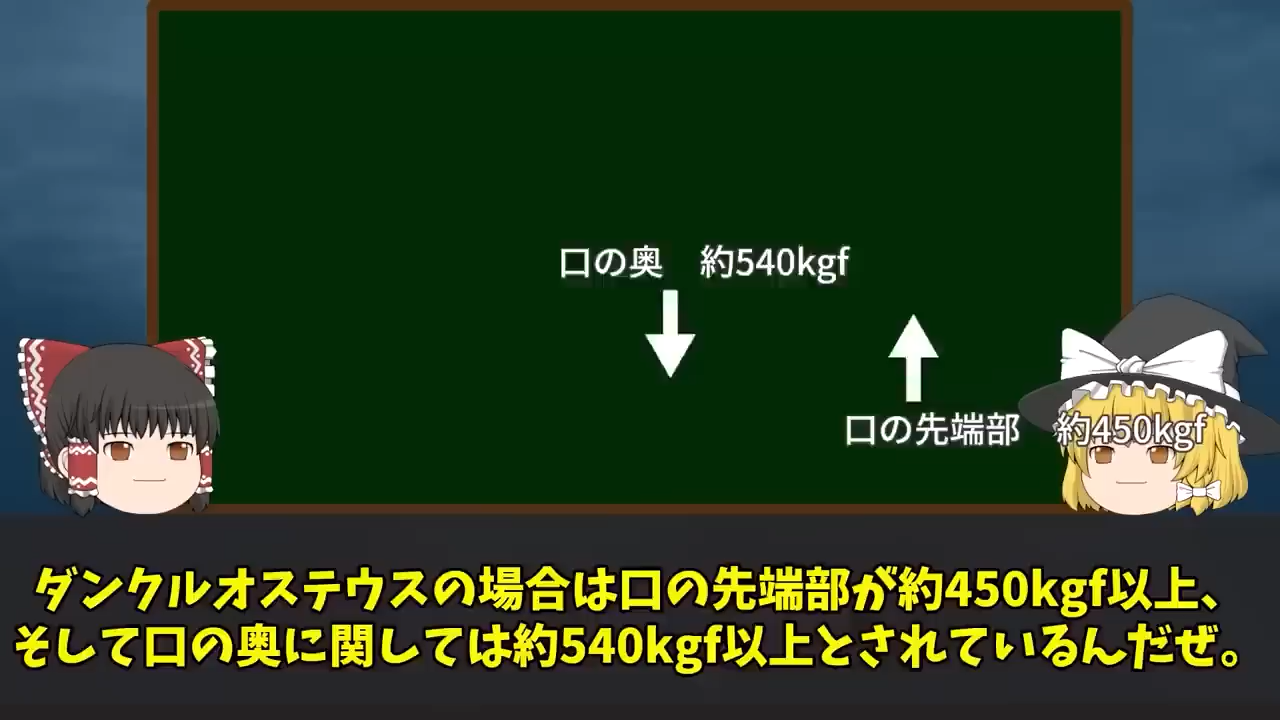 口の奥 約540kgf
口の先端部 約450kgf
ダンクルオステウスの場合は口の先端部が約450kgf以上、
そして口の奥に関しては約540kgf以上とされているんだぜ。